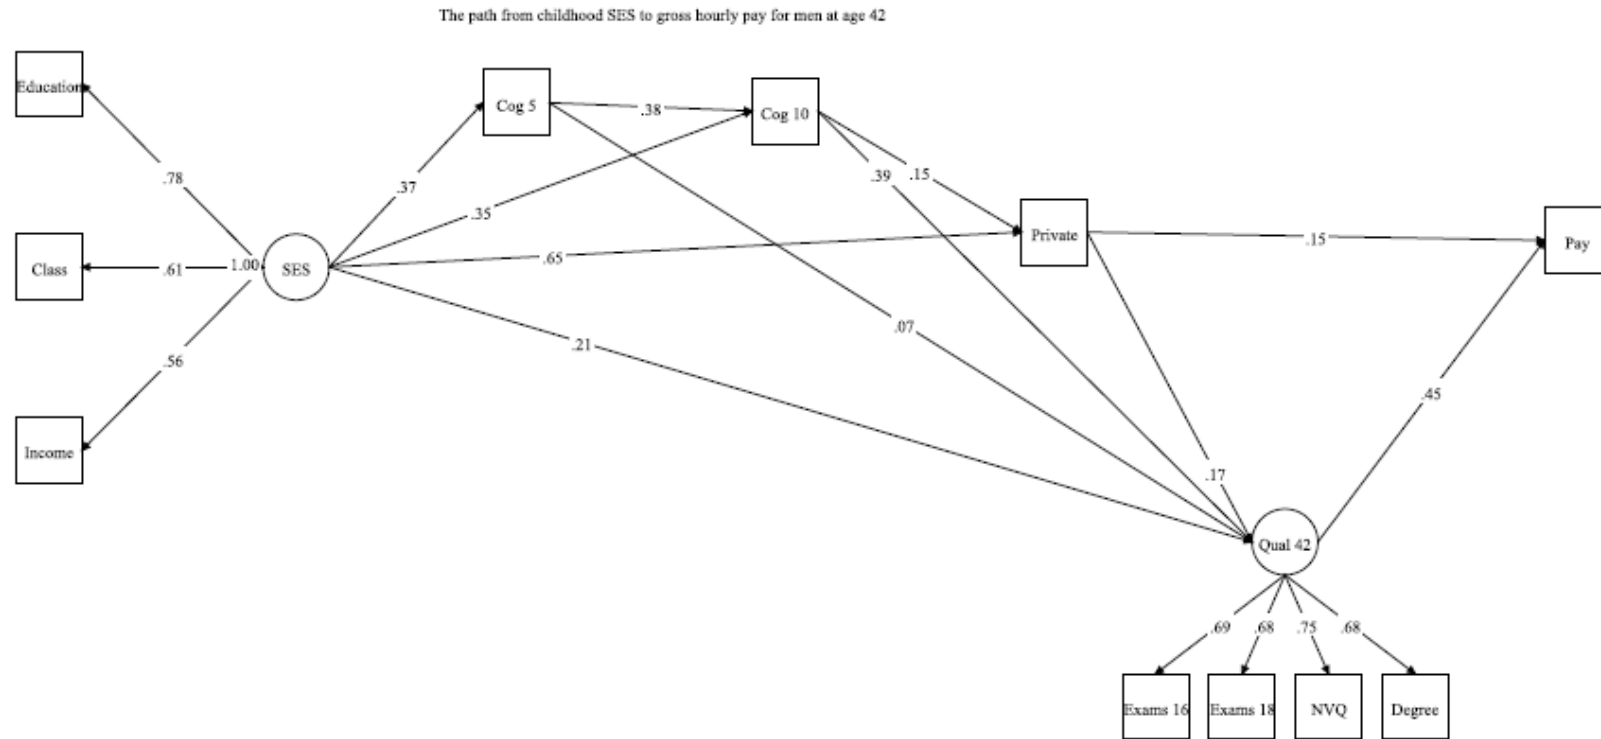 The path from childhood SES to gross hourly pay for men at age 42
Education
Cog 5
.38
Cog 10
.78
.37
.39
.15
.35
Private
.15
Pay
Class
.61
1.00
SES
.65
.07
.21
.56
.45
Income
.17
Qual 42
.69
.68
.75
.68
Exams 16
Exams 18
NVQ
Degree